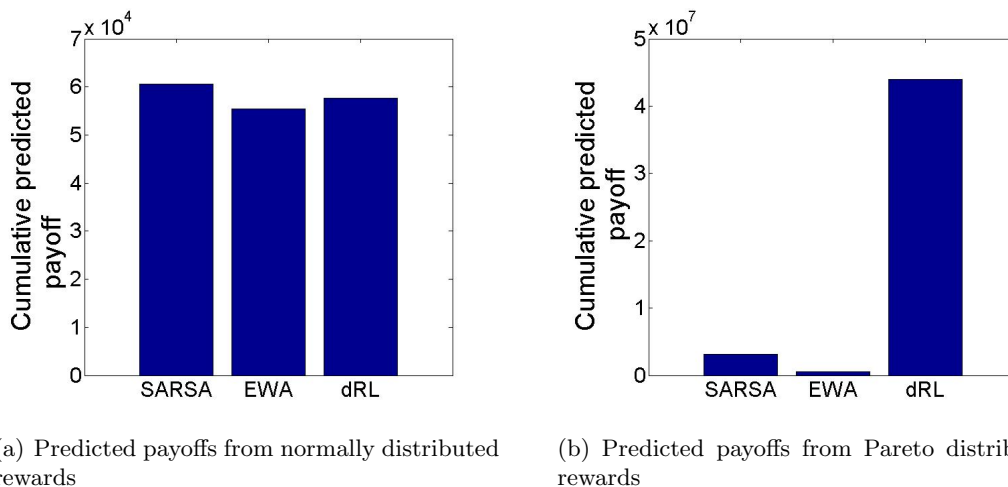 7 x 10^4
6
5
4
3
2
1
0
Cumulative predicted
payoff
SARSA EWA dRL
5 x 10^7
4
3
2
1
0
Cumulative predicted
payoff
SARSA EWA dRL
a) Predicted payoffs from normally distributed
rewards
(b) Predicted payoffs from Pareto distrib
rewards